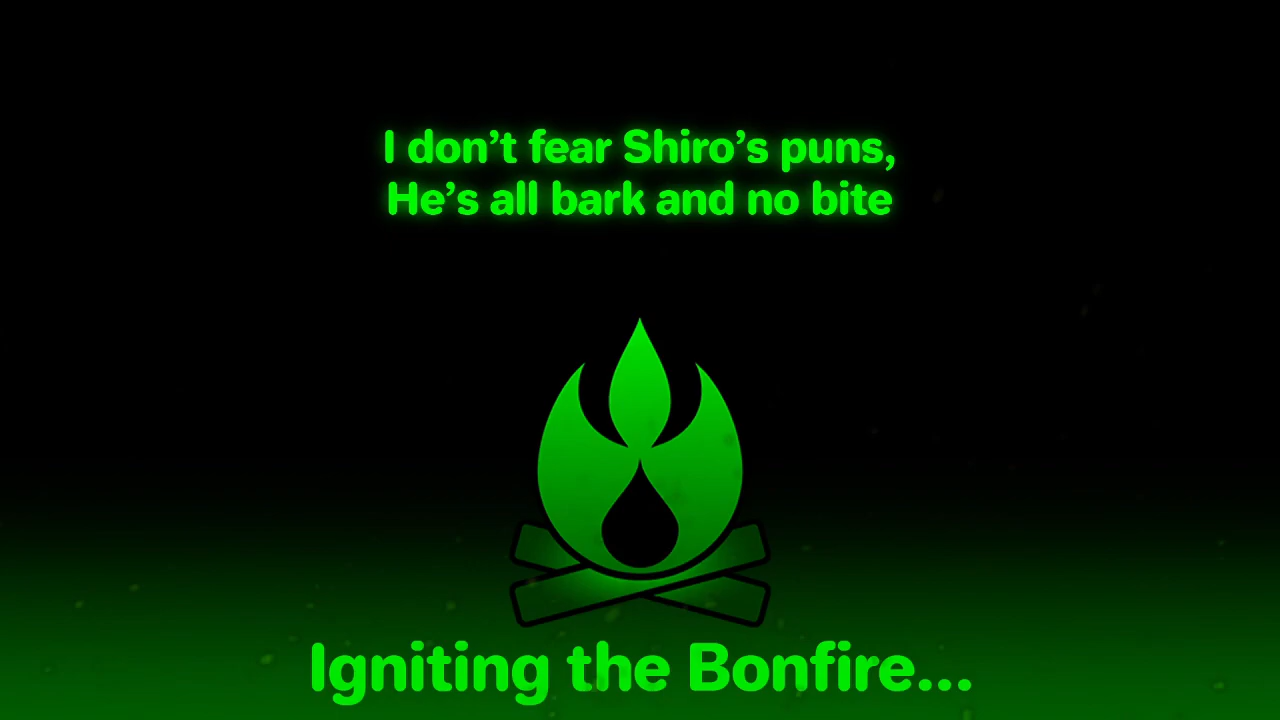 I don’t fear Shiro’s puns,
He’s all bark and no bite
Igniting the Bonfire...